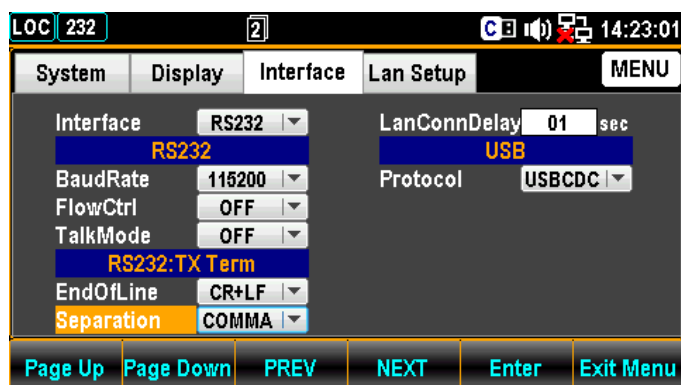 LOC 232 2 C 14:23:01
System Display Interface Lan Setup MENU
Interface RS232 LanConnDelay 01 sec
RS232 USB
BaudRate 115200 Protocol USBCDC
FlowCtrl OFF
TalkMode OFF
RS232:TX Term
EndOfLine CR+LF
Separation COMMA
Page Up Page Down PREV NEXT Enter Exit Menu